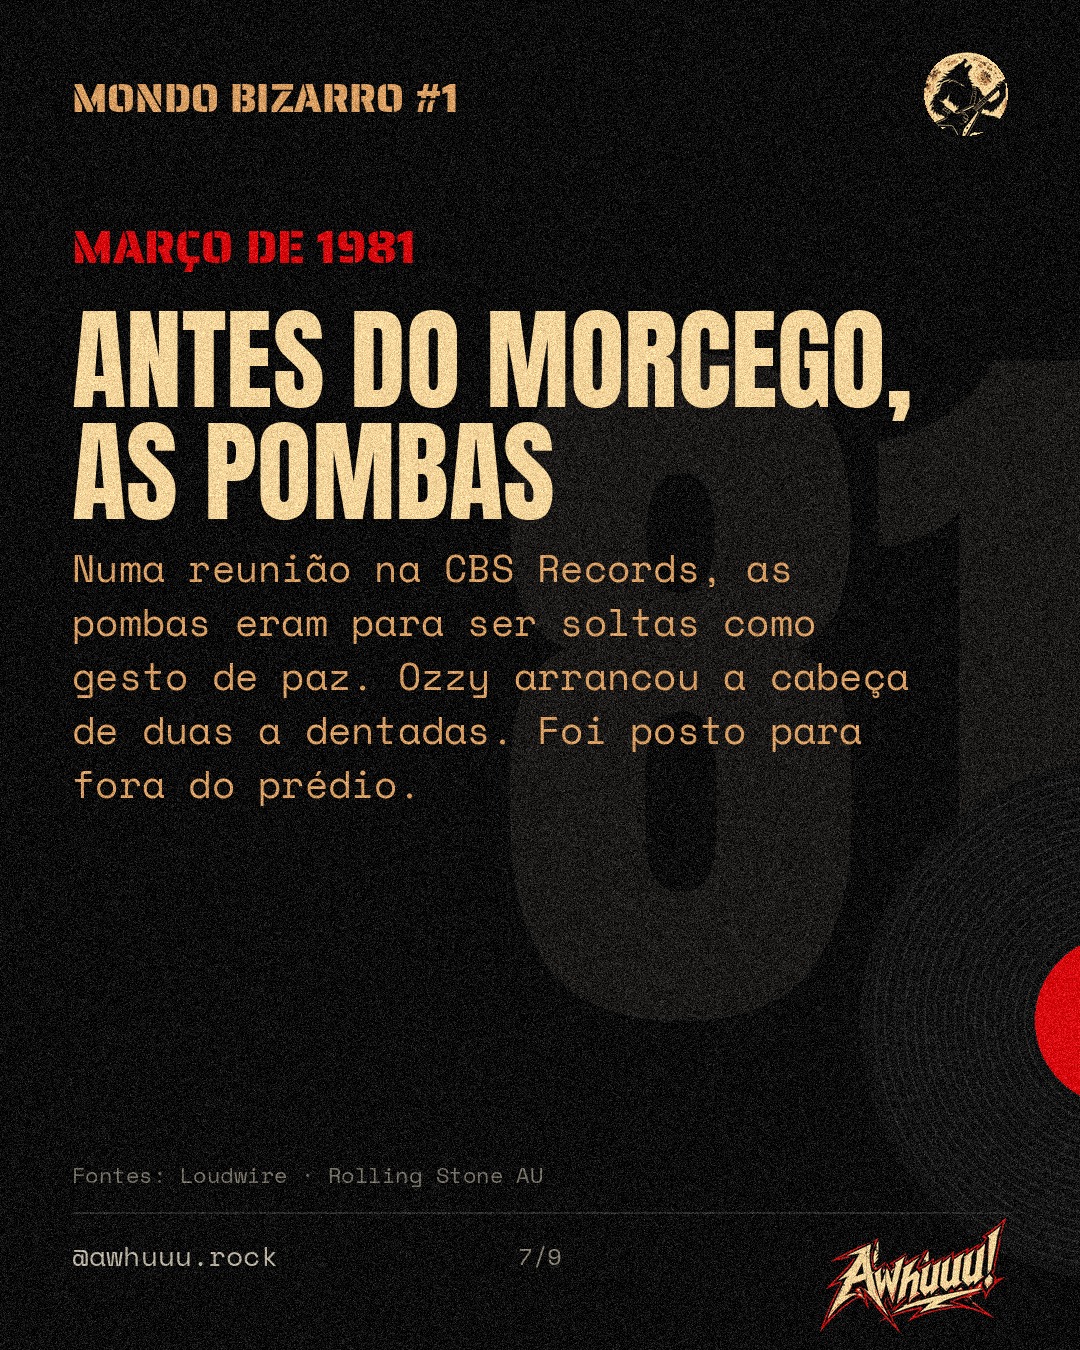 MONDO BIZARRO #1
MARÇO DE 1981
ANTES DO MORCEGO,
AS POMBAS
81
Numa reunião na CBS Records, as
pombas eram para ser soltas como
gesto de paz. Ozzy arrancou a cabeça
de duas a dentadas. Foi posto para
fora do prédio.
Fontes: Loudwire · Rolling Stone AU
@awhuuu.rock
7/9
Awhuuu!